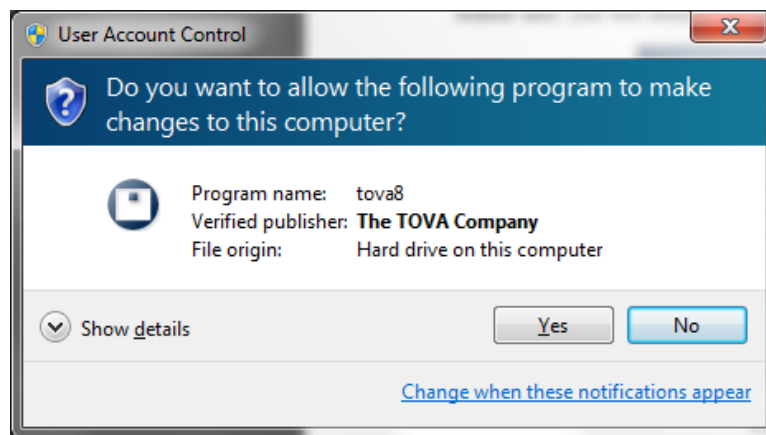 User Account Control
Do you want to allow the following program to make
changes to this computer?
Program name: tova8
Verified publisher: The TOVA Company
File origin: Hard drive on this computer
Show details
Yes
No
Change when these notifications appear